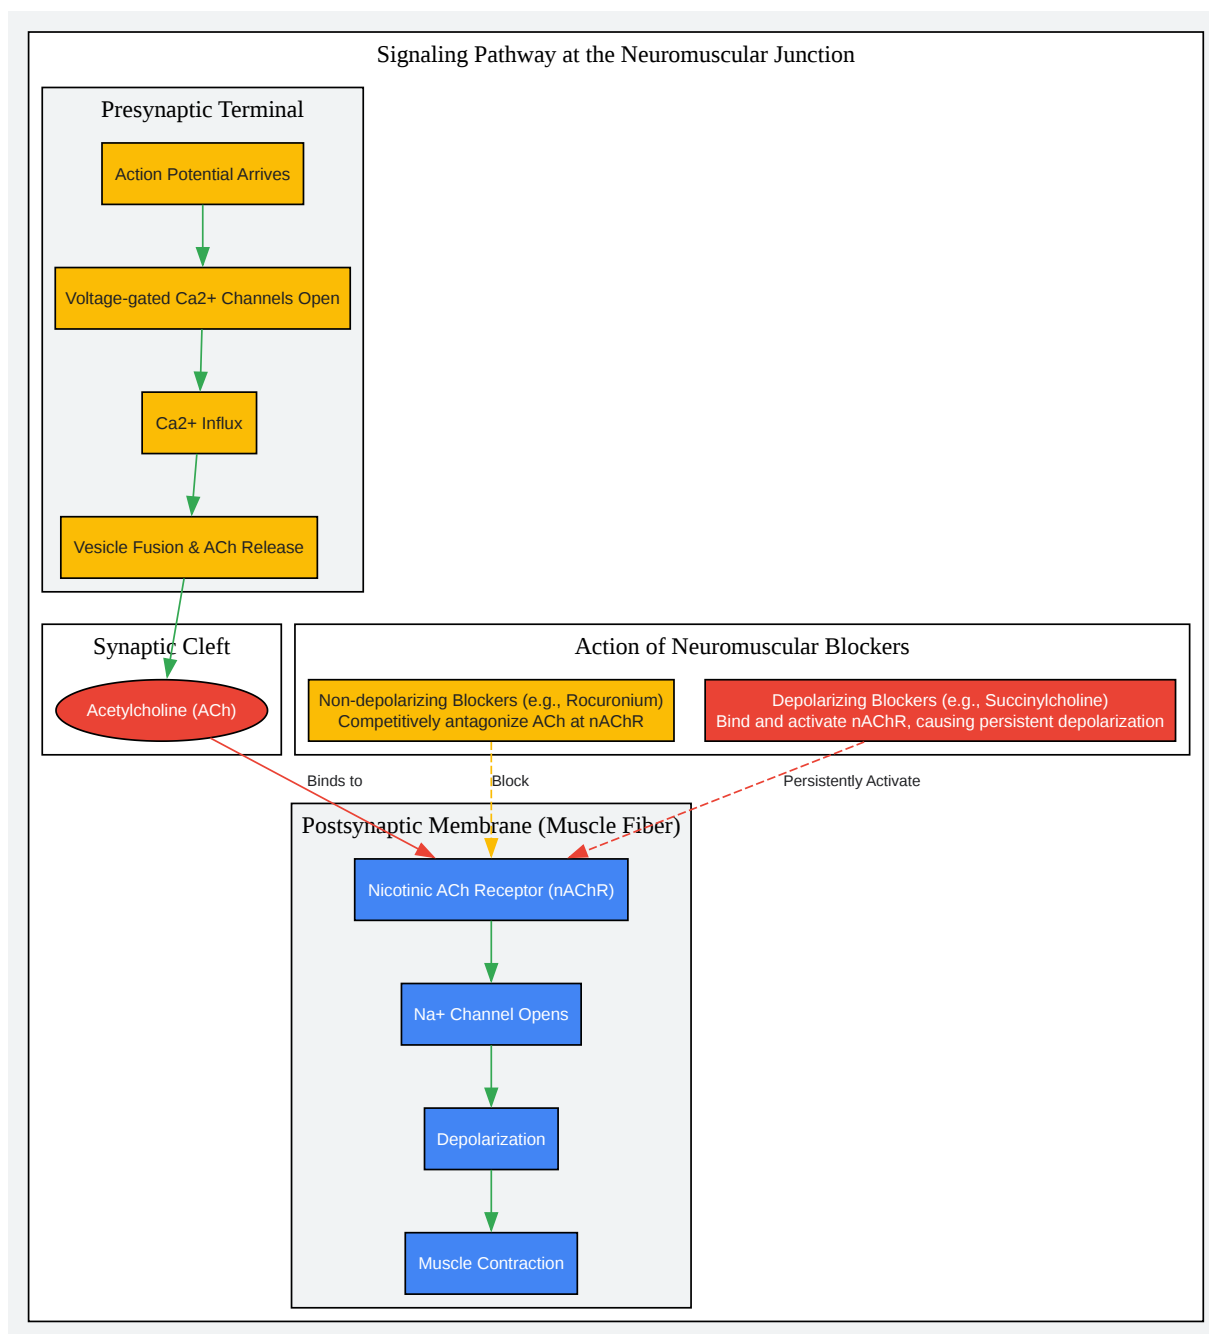 Signaling Pathway at the Neuromuscular Junction
Presynaptic Terminal
Action Potential Arrives
Voltage-gated Ca2+ Channels Open
Ca2+ Influx
Vesicle Fusion & ACh Release
Synaptic Cleft
Acetylcholine (ACh)
Action of Neuromuscular Blockers
Non-depolarizing Blockers (e.g., Rocuronium)
Competitively antagonize ACh at nAChR
Depolarizing Blockers (e.g., Succinylcholine)
Bind and activate nAChR, causing persistent depolarization
Binds to
Block
Persistently Activate
Postsynaptic Membrane (Muscle Fiber)
Nicotinic ACh Receptor (nAChR)
Na+ Channel Opens
Depolarization
Muscle Contraction